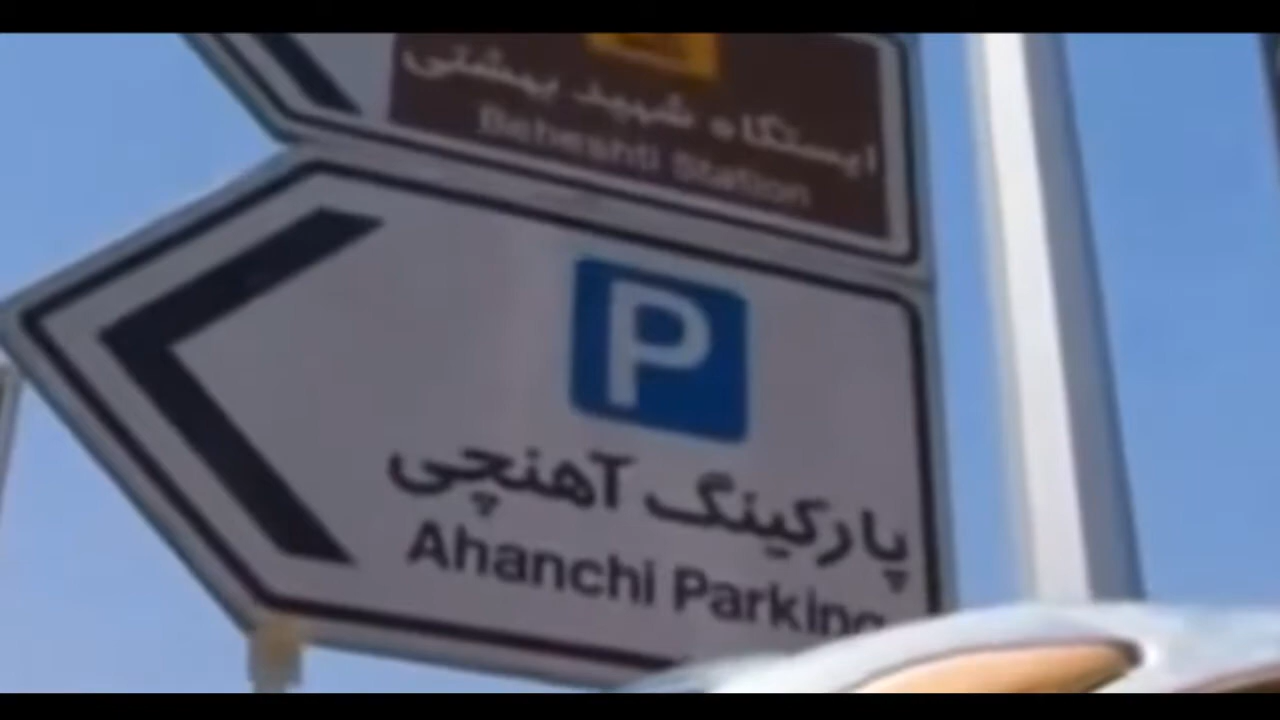 ایستگاه شهید بهشتی
Beheshti Station
P
پارکینگ آهنچی
Ahanchi Parking